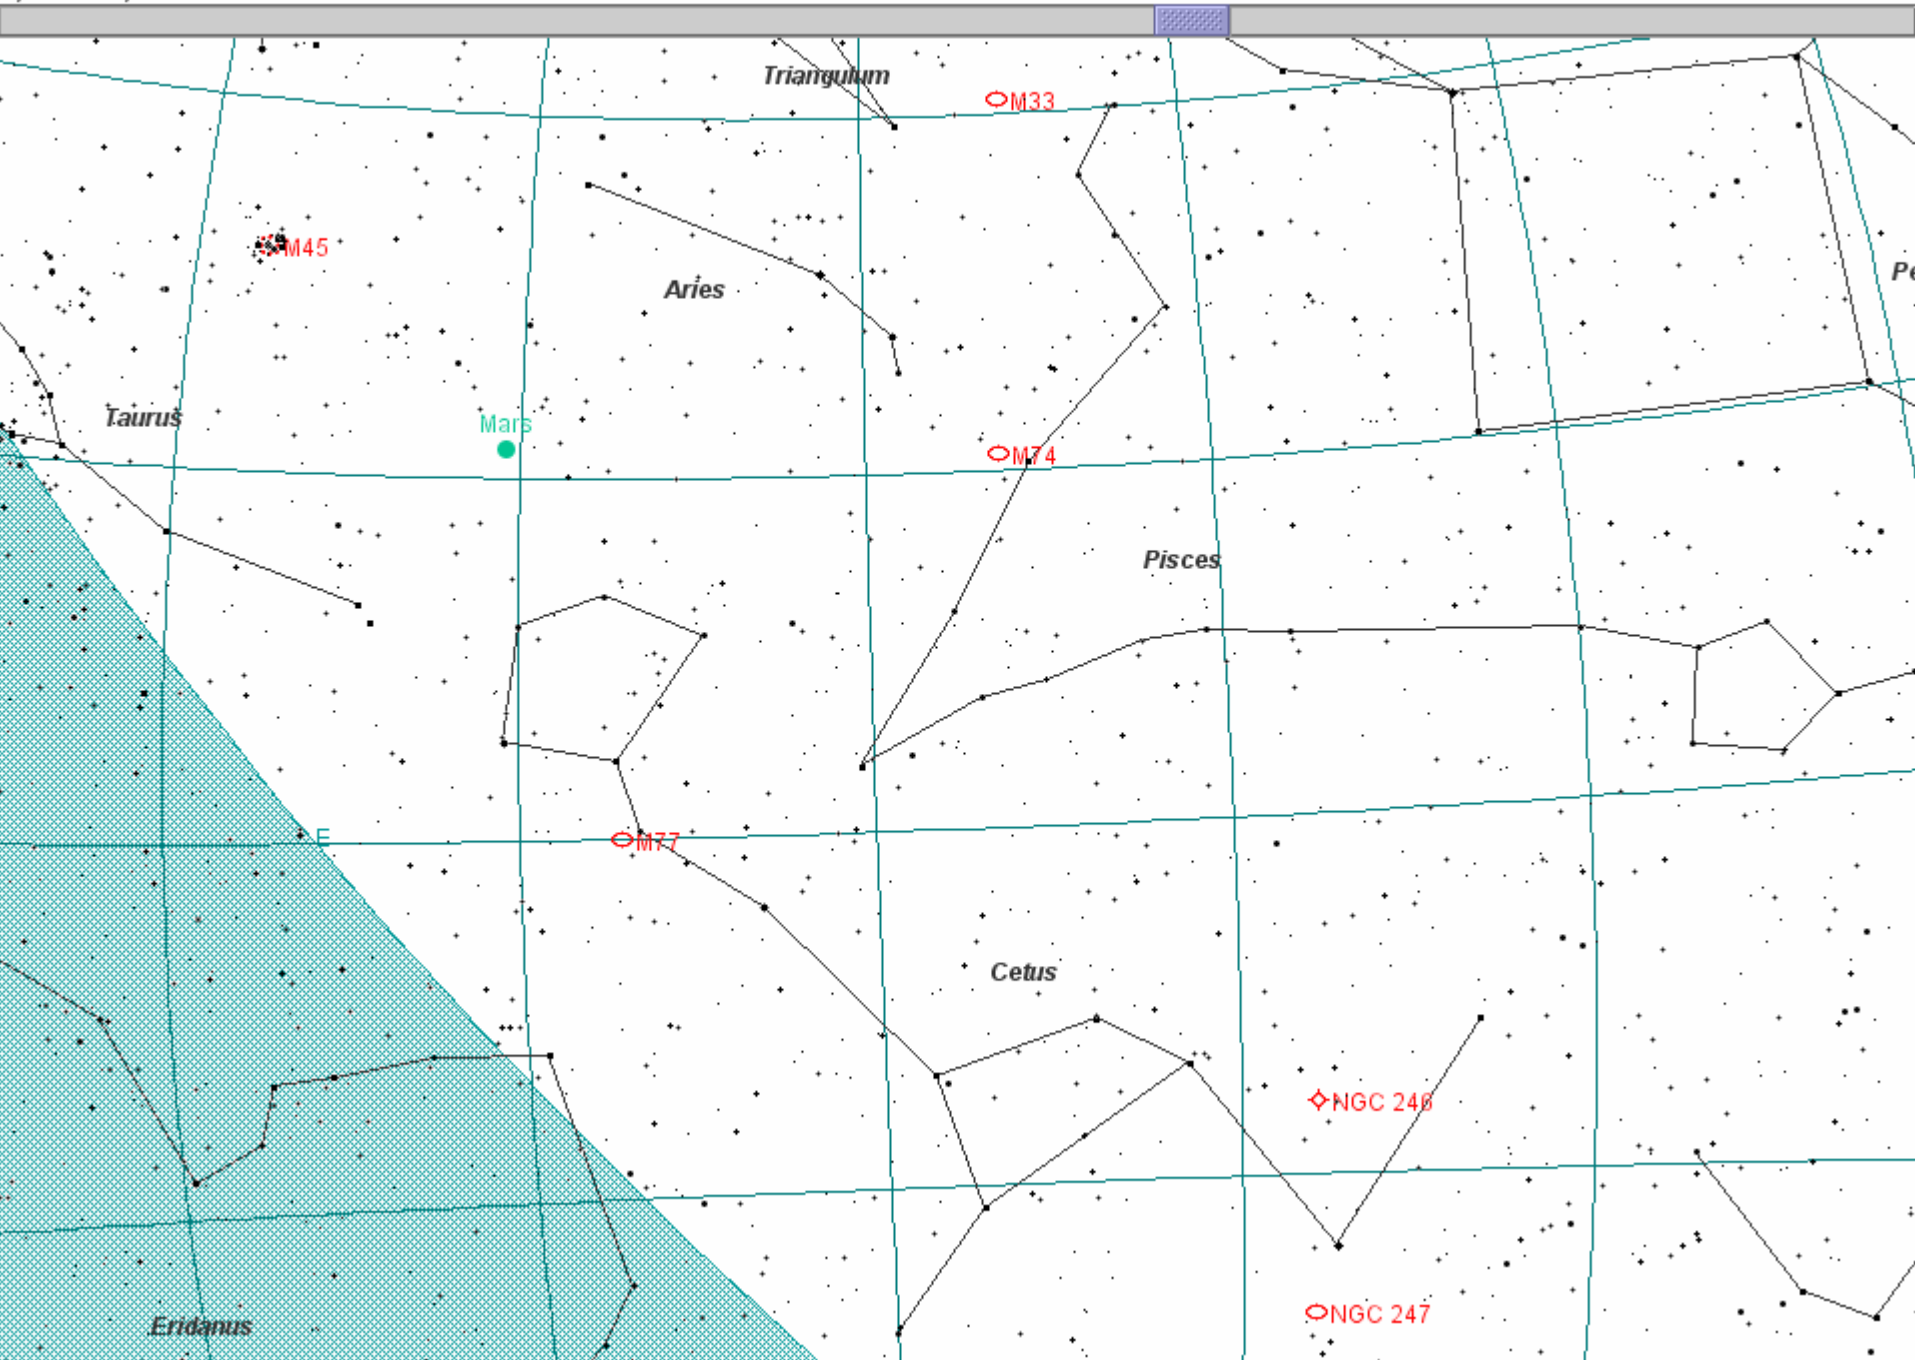 Triangulum
M33
M45
Pe
Aries
Taurus
Mars
M74
Pisces
E
M77
Cetus
NGC 246
NGC 247
Eridanus